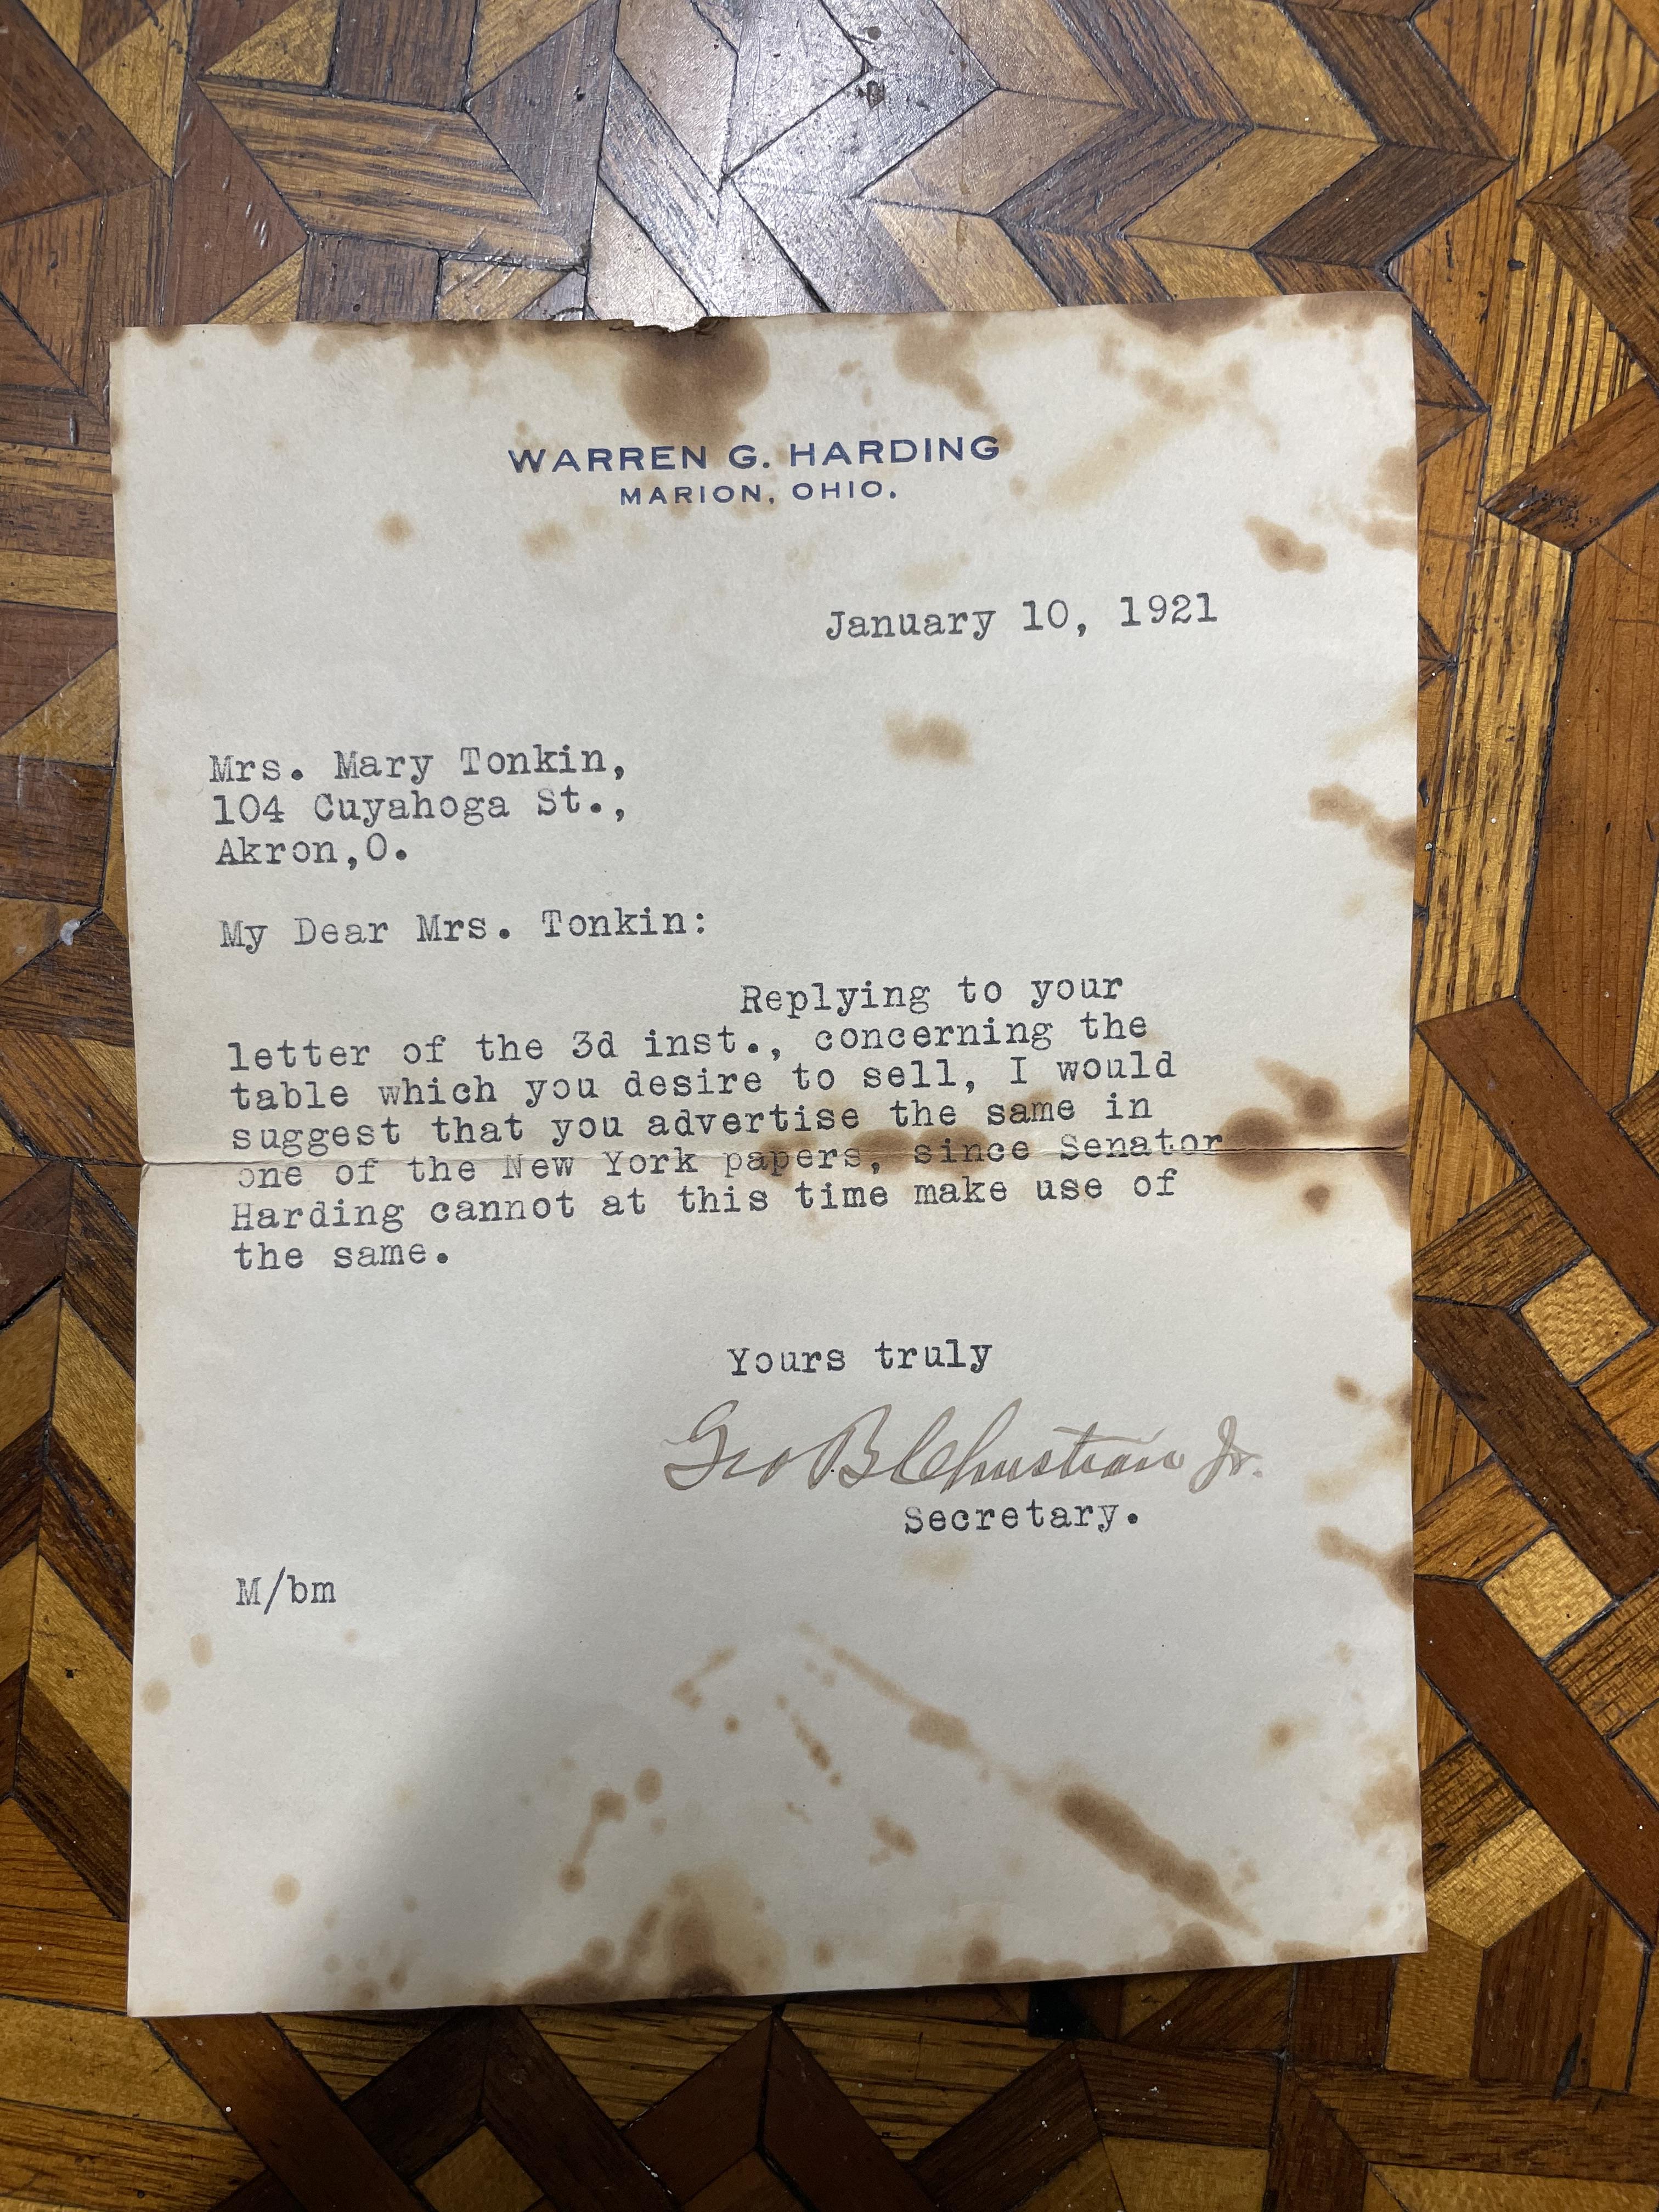 WARREN G. HARDING
MARION, OHIO.
January 10, 1921
Mrs. Mary Tonkin,
104 Cuyahoga St.,
Akron,O.
My Dear Mrs. Tonkin:
Replying to your
letter of the 3d inst., concerning the
table which you desire to sell, I would
suggest that you advertise the same in
one of the New York papers, since Senator
Harding cannot at this time make use of
the same.
Yours truly
Geo B Christian Jr.
Secretary.
M/bm